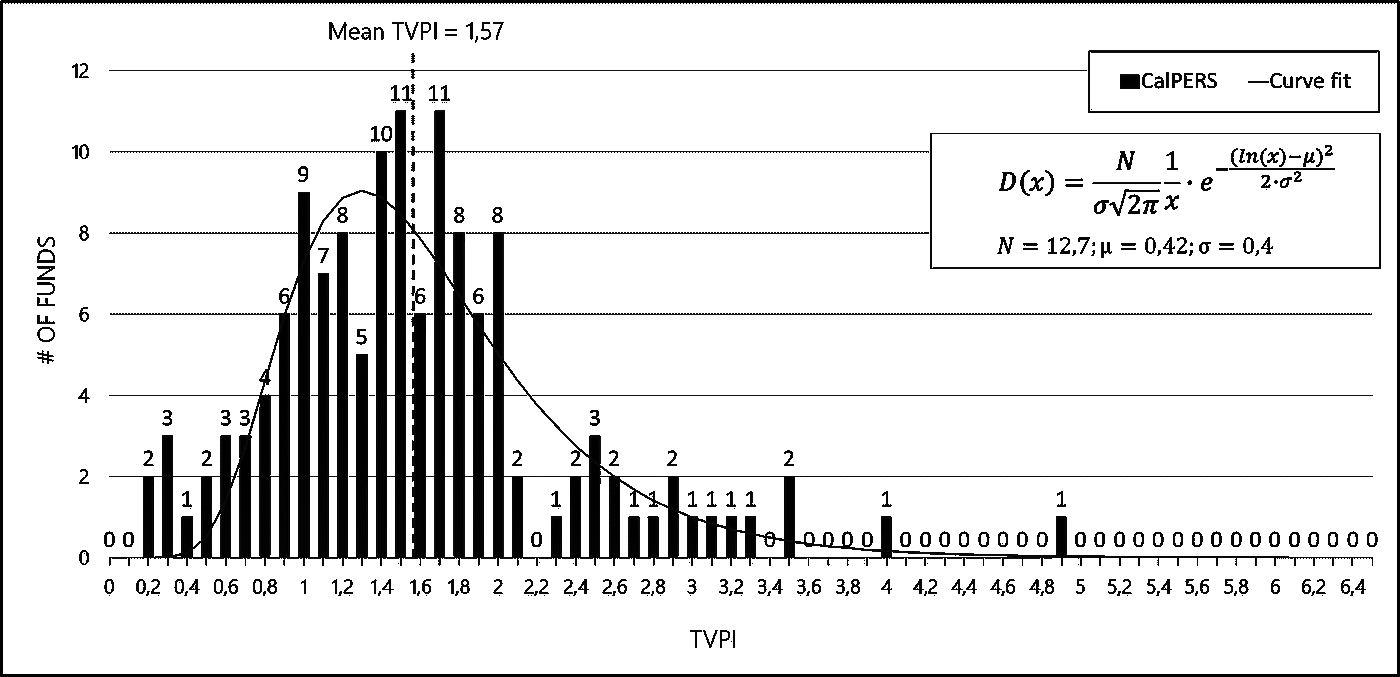 Mean TVPI = 1,57
CalPERS
Curve fit
D(x) = N/(σ√2π) 1/x · e^−(ln(x)−μ)²/(2·σ²)
N = 12,7; μ = 0,42; σ = 0,4
# OF FUNDS
12
10
8
6
4
2
0
0 0 2 3 1 2 3 3 4 6 9 7 8 5 10 11 6 11 8 6 8 2 0 1 2 3 2 1 1 2 1 1 1 1 0 2 0 0 0 0 1 0 0 0 0 0 0 0 0 1 0 0 0 0 0 0 0 0 0 0 0 0 0 0 0 0
0 0,2 0,4 0,6 0,8 1 1,2 1,4 1,6 1,8 2 2,2 2,4 2,6 2,8 3 3,2 3,4 3,6 3,8 4 4,2 4,4 4,6 4,8 5 5,2 5,4 5,6 5,8 6 6,2 6,4
TVPI